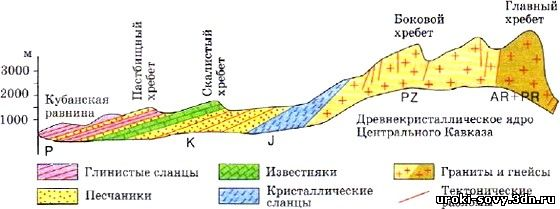 Главный
хребет
Боковой
хребет
Пастбищный
хребет
Скалистый
хребет
м
3000
2000
1000
Кубанская
равнина
P
K
J
PZ
AR+PR
Древнекристаллическое ядро
Центрального Кавказа
Глинистые сланцы
Известняки
Граниты и гнейсы
Песчаники
Кристаллические
сланцы
Тектонические
разломы
uroki-sovy.3dn.ru